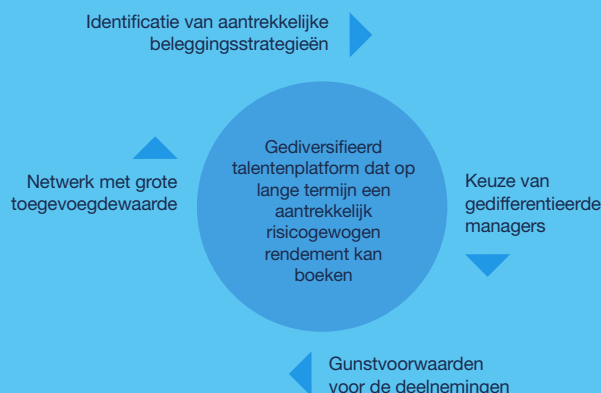 Identificatie van aantrekkelijke
beleggingsstrategieën
Gediversifieerd
talentenplatform dat op
lange termijn een
aantrekkelijk
risicogewogen
rendement kan
boeken
Keuze van
gedifferentieerde
managers
Gunstvoorwaarden
voor de deelnemingen
Netwerk met grote
toegevoegdewaarde